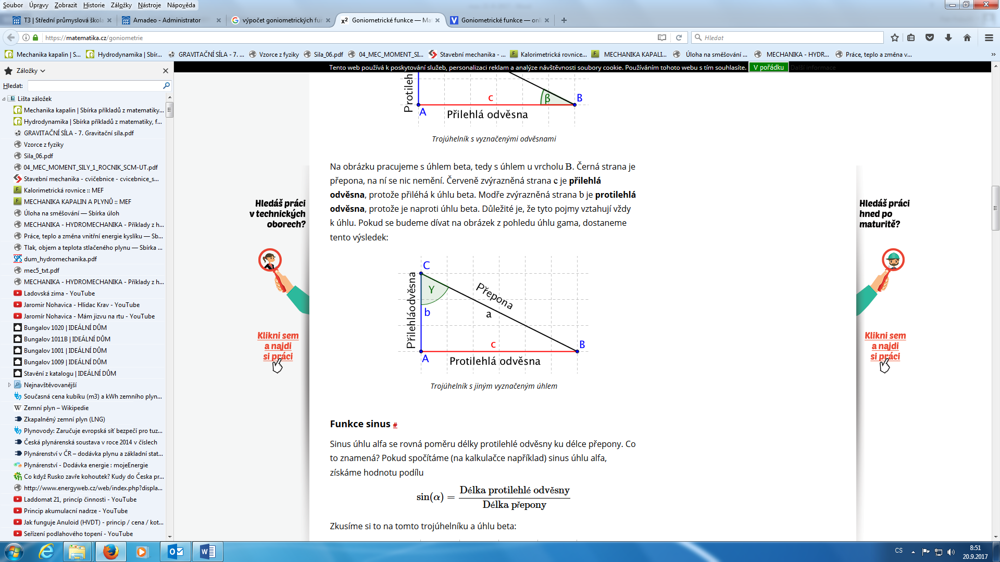 Soubor Úpravy Zobrazit Historie Záložky Nástroje Nápověda
T3 | Střední průmyslová škola
Amadeo - Administrator
výpočet goniometrických fun
Goniometrické funkce — Ma
Goniometrické funkce — onl
https://matematika.cz/goniometrie
Hledat
Mechanika kapalin | S...
Hydrodynamika | Sbír...
GRAVITAČNÍ SÍLA - 7. ...
Vzorce z fyziky
Sila_06.pdf
04_MEC_MOMENT_SI...
Stavební mechanika - ...
Kalorimetrická rovnice...
MECHANIKA KAPALI...
Úloha na směšování ...
MECHANIKA - HYDR...
Práce, teplo a změna v...
Záložky
Hledat:
Lišta záložek
Mechanika kapalin | Sbírka příkladů z matematiky...
Hydrodynamika | Sbírka příkladů z matematiky, f...
GRAVITAČNÍ SÍLA - 7. Gravitační síla.pdf
Vzorce z fyziky
Sila_06.pdf
04_MEC_MOMENT_SILY_1_ROCNIK_SCM-UT.pdf
Stavební mechanika - cvičebnice - cvicebnice_s...
Kalorimetrická rovnice :: MEF
MECHANIKA KAPALIN A PLYNŮ :: MEF
Úloha na směšování — Sbírka úloh
MECHANIKA - HYDROMECHANIKA - Příklady z h...
Práce, teplo a změna vnitřní energie kyslíku — Sb...
Tlak, objem a teplota stlačeného plynu — Sbírka ...
dum_hydromechanika.pdf
mec5_txt.pdf
MECHANIKA - HYDROMECHANIKA - Příklady z h...
Ladovská zima - YouTube
Jaromir Nohavica - Hlidac Krav - YouTube
Jaromír Nohavica - Mám jizvu na rtu - YouTube
Bungalov 1020 | IDEÁLNÍ DŮM
Bungalov 1011B | IDEÁLNÍ DŮM
Bungalov 1001 | IDEÁLNÍ DŮM
Bungalov 1009 | IDEÁLNÍ DŮM
Stavění z katalogu | IDEÁLNÍ DŮM
Nejnavštěvovanější
Současná cena kubíku (m3) a kWh zemního plyn...
Zemní plyn – Wikipedie
Zkapalněný zemní plyn (LNG)
Plynovody: Zaručuje evropská síť bezpečí pro tuz...
Česká plynárenská soustava v roce 2014 v číslech
Plynárenství v ČR – dodávka plynu a základní stat...
Plynárenství - Dodávka energie : mojeEnergie
Co když Rusko zavře kohoutek? Kudy do Česka pr...
http://www.energyweb.cz/web/index.php?displa...
Laddomat 21, princíp činnosti - YouTube
Princip akumulacní nadrze - YouTube
Jak funguje Anuloid (HVDT) - princip / cena / kot...
Seřízení podlahového topení - YouTube
Tento web používá k poskytování služeb, personalizaci reklam a analýze návštěvnosti soubory cookie. Používáním tohoto webu s tím souhlasíte. V pořádku Další informace
Protileh
c
β
B
A
Přilehlá odvěsna
Trojúhelník s vyznačenými odvěsnami
Na obrázku pracujeme s úhlem beta, tedy s úhlem u vrcholu B. Černá strana je
přepona, na ní se nic nemění. Červeně zvýrazněná strana c je přilehlá
odvěsna, protože přiléhá k úhlu beta. Modře zvýrazněná strana b je protilehlá
odvěsna, protože je naproti úhlu beta. Důležité je, že tyto pojmy vztahují vždy
k úhlu. Pokud se budeme dívat na obrázek z pohledu úhlu gama, dostaneme
tento výsledek:
C
γ
Přepona
a
b
Přilehláodvěsna
c
B
A
Protilehlá odvěsna
Trojúhelník s jiným vyznačeným úhlem
Funkce sinus #
Sinus úhlu alfa se rovná poměru délky protilehlé odvěsny ku délce přepony. Co
to znamená? Pokud spočítáme (na kalkulačce například) sinus úhlu alfa,
získáme hodnotu podílu
sin(α) = Délka protilehlé odvěsny
Délka přepony
Zkusíme si to na tomto trojúhelníku a úhlu beta:
Hledáš práci
v technických
oborech?
Klikni sem
a najdi
si práci
Hledáš práci
hned po
maturitě?
Klikni sem
a najdi
si práci
CS
8:51
20.9.2017